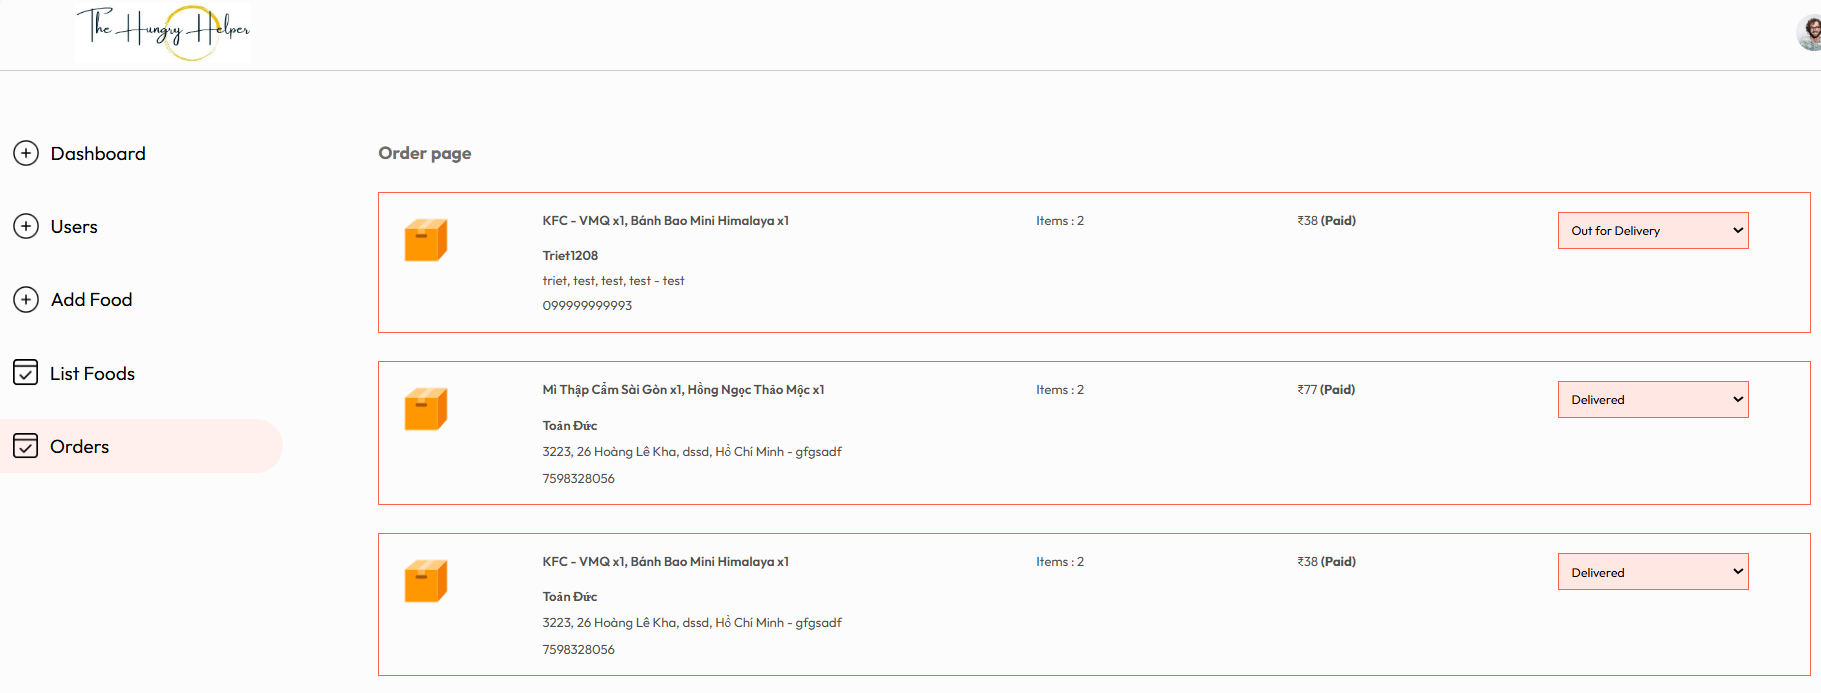 The Hungry Helper
Dashboard
Users
Add Food
List Foods
Orders
Order page
KFC - VMQ x1, Bánh Bao Mini Himalaya x1
Items : 2
₹38 (Paid)
Out for Delivery
Triet1208
triet, test, test, test - test
099999999993
Mì Thập Cẩm Sài Gòn x1, Hồng Ngọc Thảo Mộc x1
Items : 2
₹77 (Paid)
Delivered
Toản Đức
3223, 26 Hoàng Lê Kha, dssd, Hồ Chí Minh - gfgsadf
7598328056
KFC - VMQ x1, Bánh Bao Mini Himalaya x1
Items : 2
₹38 (Paid)
Delivered
Toản Đức
3223, 26 Hoàng Lê Kha, dssd, Hồ Chí Minh - gfgsadf
7598328056